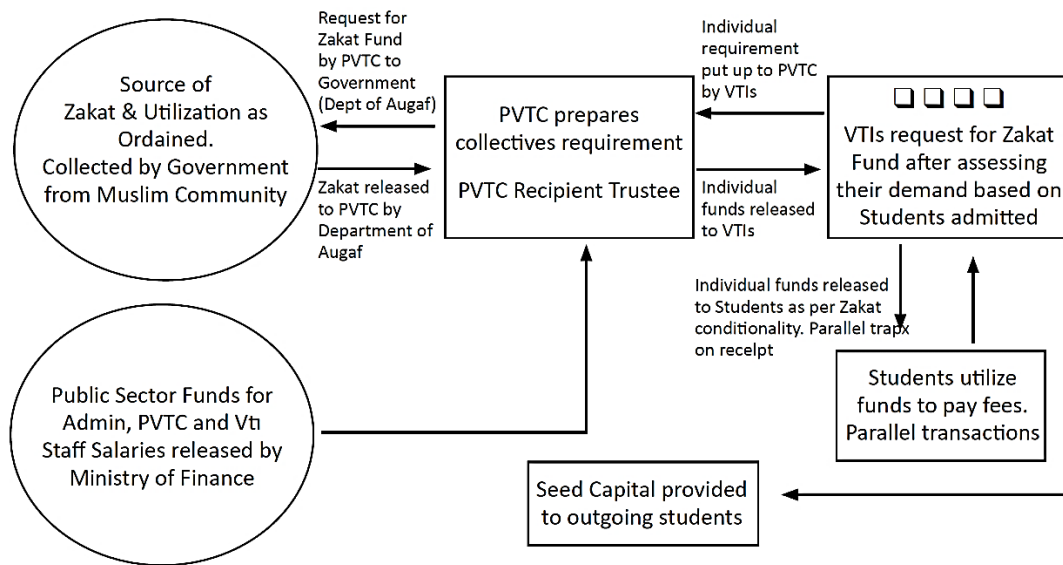 Source of
Zakat & Utilization as
Ordained.
Collected by Government
from Muslim Community
Request for
Zakat Fund
by PVTC to
Government
(Dept of Augaf)
Zakat released
to PVTC by
Department of
Augaf
PVTC prepares
collectives requirement
PVTC Recipient Trustee
Individual
requirement
put up to PVTC
by VTIs
Individual
funds released
to VTIs
VTIs request for Zakat
Fund after assessing
their demand based on
Students admitted
Individual funds released
to Students as per Zakat
conditionality. Parallel trapx
on receipt
Students utilize
funds to pay fees.
Parallel transactions
Public Sector Funds for
Admin, PVTC and Vti
Staff Salaries released by
Ministry of Finance
Seed Capital provided
to outgoing students